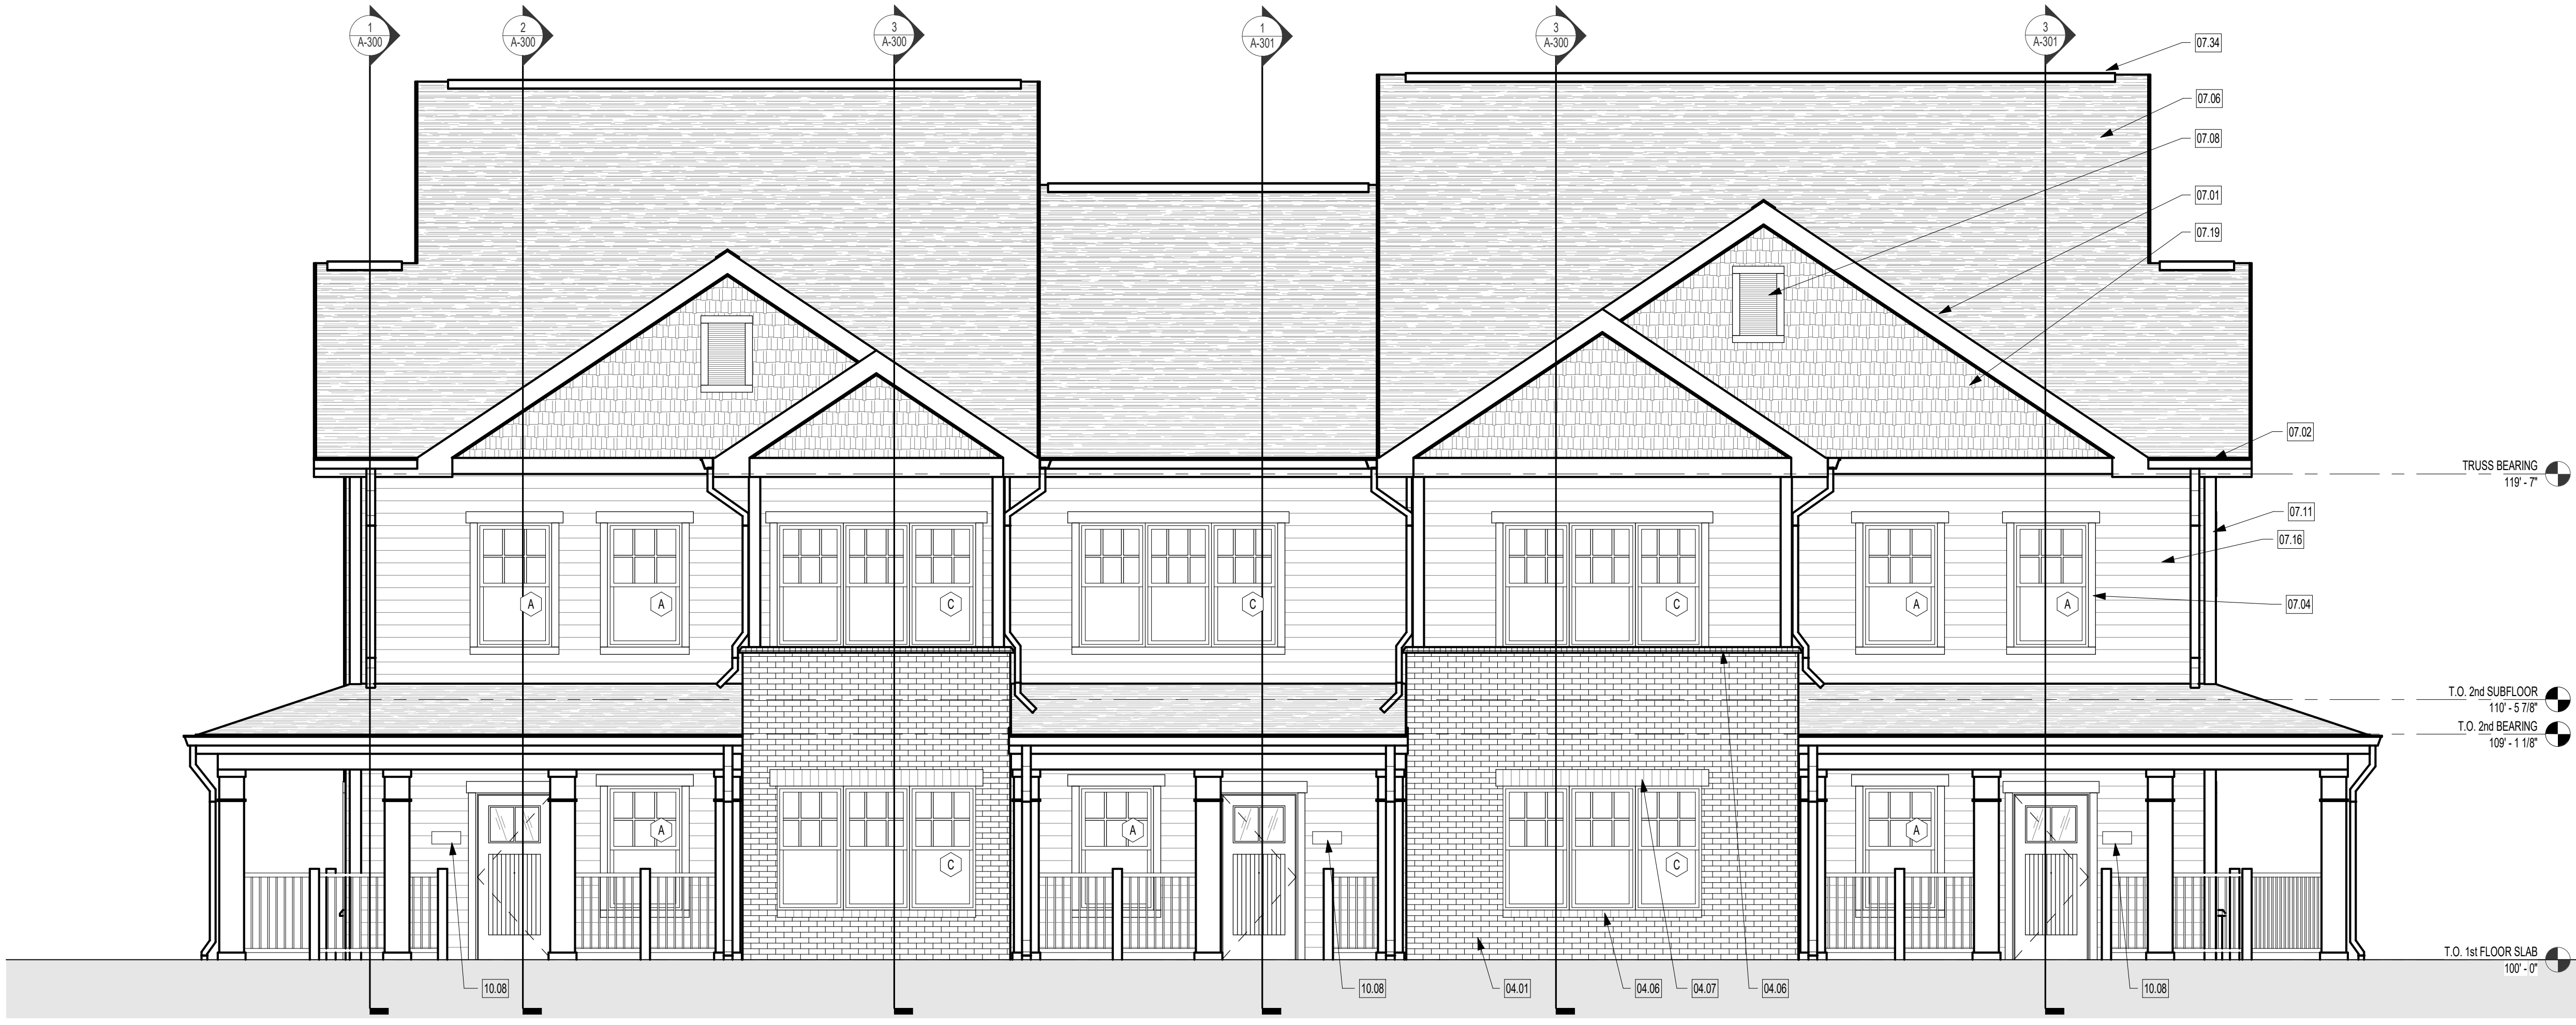 1
A-300
2
A-300
3
A-300
1
A-301
3
A-300
3
A-301
07.34
07.06
07.08
07.01
07.19
07.02
TRUSS BEARING
119' - 7"
07.11
07.16
07.04
A
A
C
C
C
A
A
T.O. 2nd SUBFLOOR
110' - 5 7/8"
T.O. 2nd BEARING
109' - 1 1/8"
A
A
A
C
C
T.O. 1st FLOOR SLAB
100' - 0"
10.08
10.08
04.01
04.06
04.07
04.06
10.08